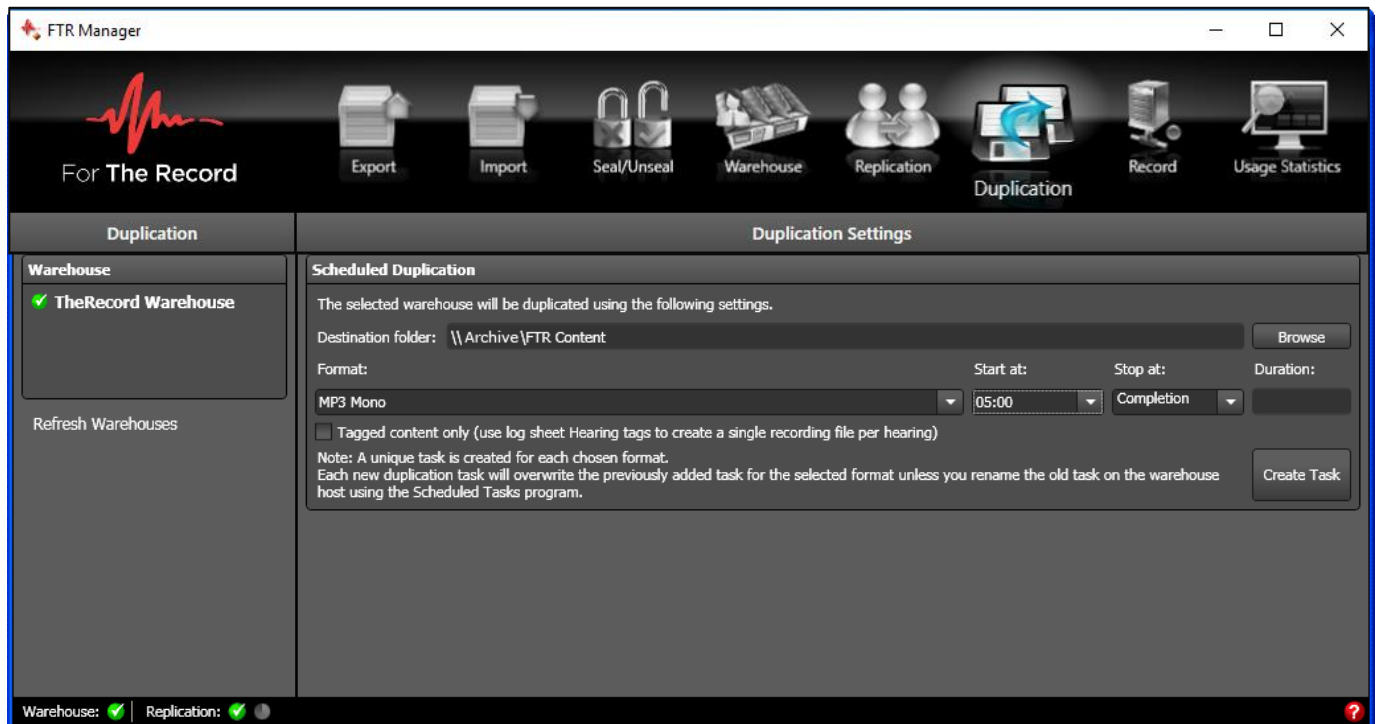 FTR Manager
For The Record
Export
Import
Seal/Unseal
Warehouse
Replication
Duplication
Record
Usage Statistics
Duplication
Duplication Settings
Warehouse
TheRecord Warehouse
Refresh Warehouses
Scheduled Duplication
The selected warehouse will be duplicated using the following settings.
Destination folder: \\Archive\FTR Content
Browse
Format: Start at: Stop at: Duration:
MP3 Mono 05:00 Completion
Tagged content only (use log sheet Hearing tags to create a single recording file per hearing)
Note: A unique task is created for each chosen format.
Each new duplication task will overwrite the previously added task for the selected format unless you rename the old task on the warehouse
host using the Scheduled Tasks program.
Create Task
Warehouse: Replication: ?